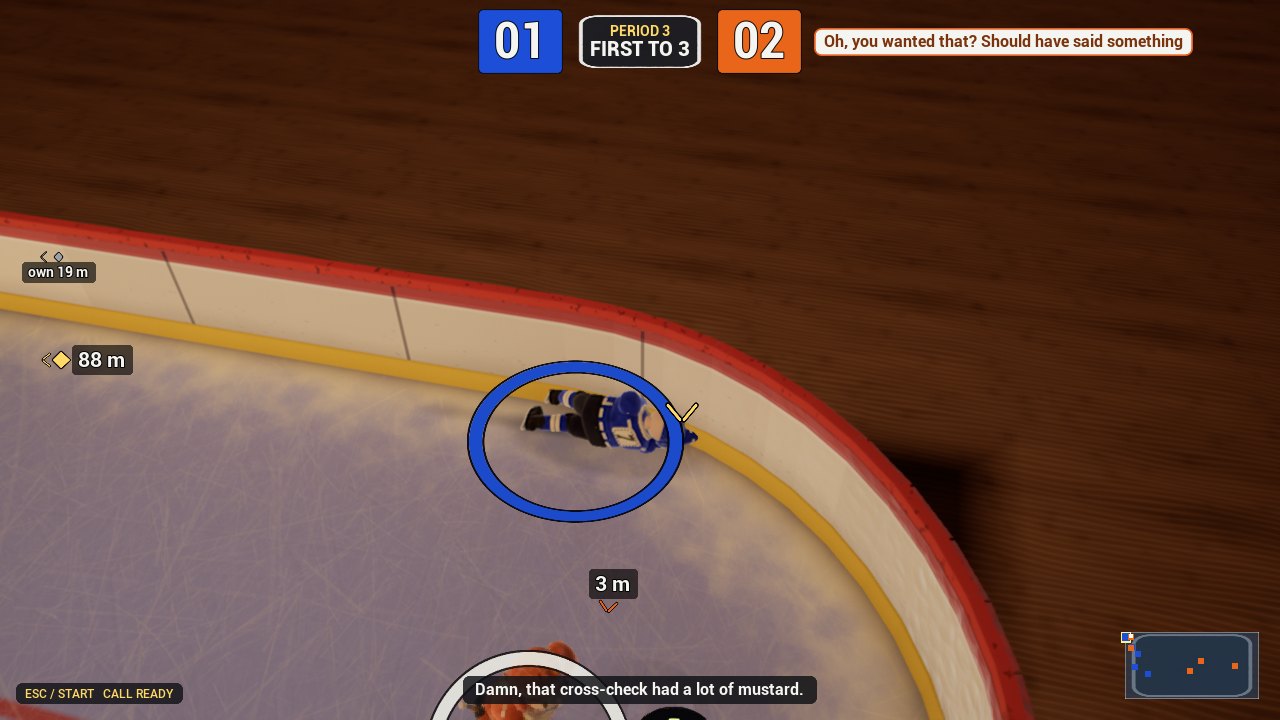 01
PERIOD 3
FIRST TO 3
02
Oh, you wanted that? Should have said something
own 19 m
88 m
3 m
ESC / START CALL READY
Damn, that cross-check had a lot of mustard.